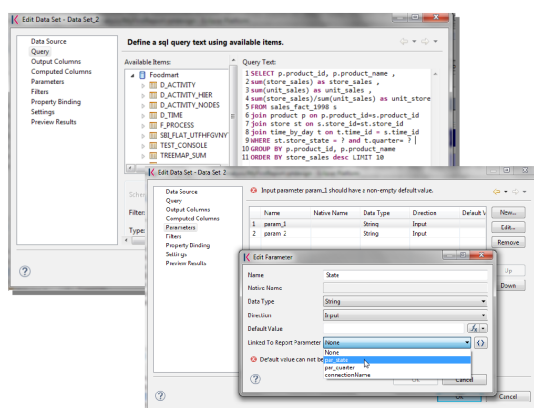 Edit Data Set - Data Set_2
Data Source
Query
Output Columns
Computed Columns
Parameters
Filters
Property Binding
Settings
Preview Results
Define a sql query text using available items.
Available Items:
Foodmart
D_ACTIVITY
D_ACTIVITY_HIER
D_ACTIVITY_NODES
D_TIME
F_PROCESS
SBI_FLAT_UTFHFGVNY
TEST_CONSOLE
TREEMAP_SUM
Query Text:
1 SELECT p.product_id, p.product_name ,
2 sum(store_sales) as store_sales ,
3 sum(unit_sales) as unit_sales ,
4 sum(store_sales)/sum(unit_sales) as unit_store
5 FROM sales_fact_1998 s
6 join product p on p.product_id=s.product_id
7 join store st on s.store_id=st.store_id
8 join time_by_day t on t.time_id = s.time_id
9 WHERE st.store_state = ? and t.quarter= ?
10 GROUP BY p.product_id, p.product_name
11 ORDER BY store_sales desc LIMIT 10
Filter:
Type:
Edit Data Set - Data Set 2
Data Source
Query
Output Columns
Computed Columns
Parameters
Filters
Property Binding
Settings
Preview Results
Input parameter param_1 should have a non-empty default value.
Name Native Name Data Type Direction Default V
1 param_1 String Input
2 param 2 String Input
New...
Edit...
Remove
Up
Down
Edit Parameter
Name State
Native Name
Data Type String
Direction Input
Default Value
Linked To Report Parameter None
None
par_state
par_cuarter
connectionName
Default value can not be
Cancel
Cancel